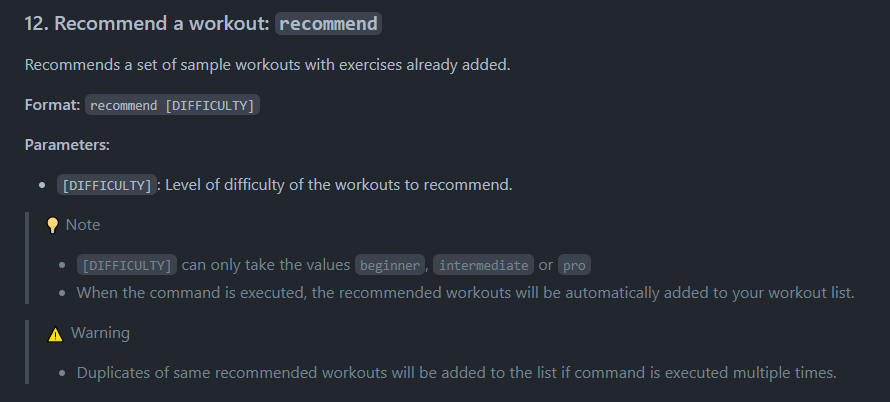 12. Recommend a workout: recommend
Recommends a set of sample workouts with exercises already added.
Format: recommend [DIFFICULTY]
Parameters:
• [DIFFICULTY]: Level of difficulty of the workouts to recommend.
💡 Note
• [DIFFICULTY] can only take the values beginner, intermediate or pro
• When the command is executed, the recommended workouts will be automatically added to your workout list.
⚠️ Warning
• Duplicates of same recommended workouts will be added to the list if command is executed multiple times.